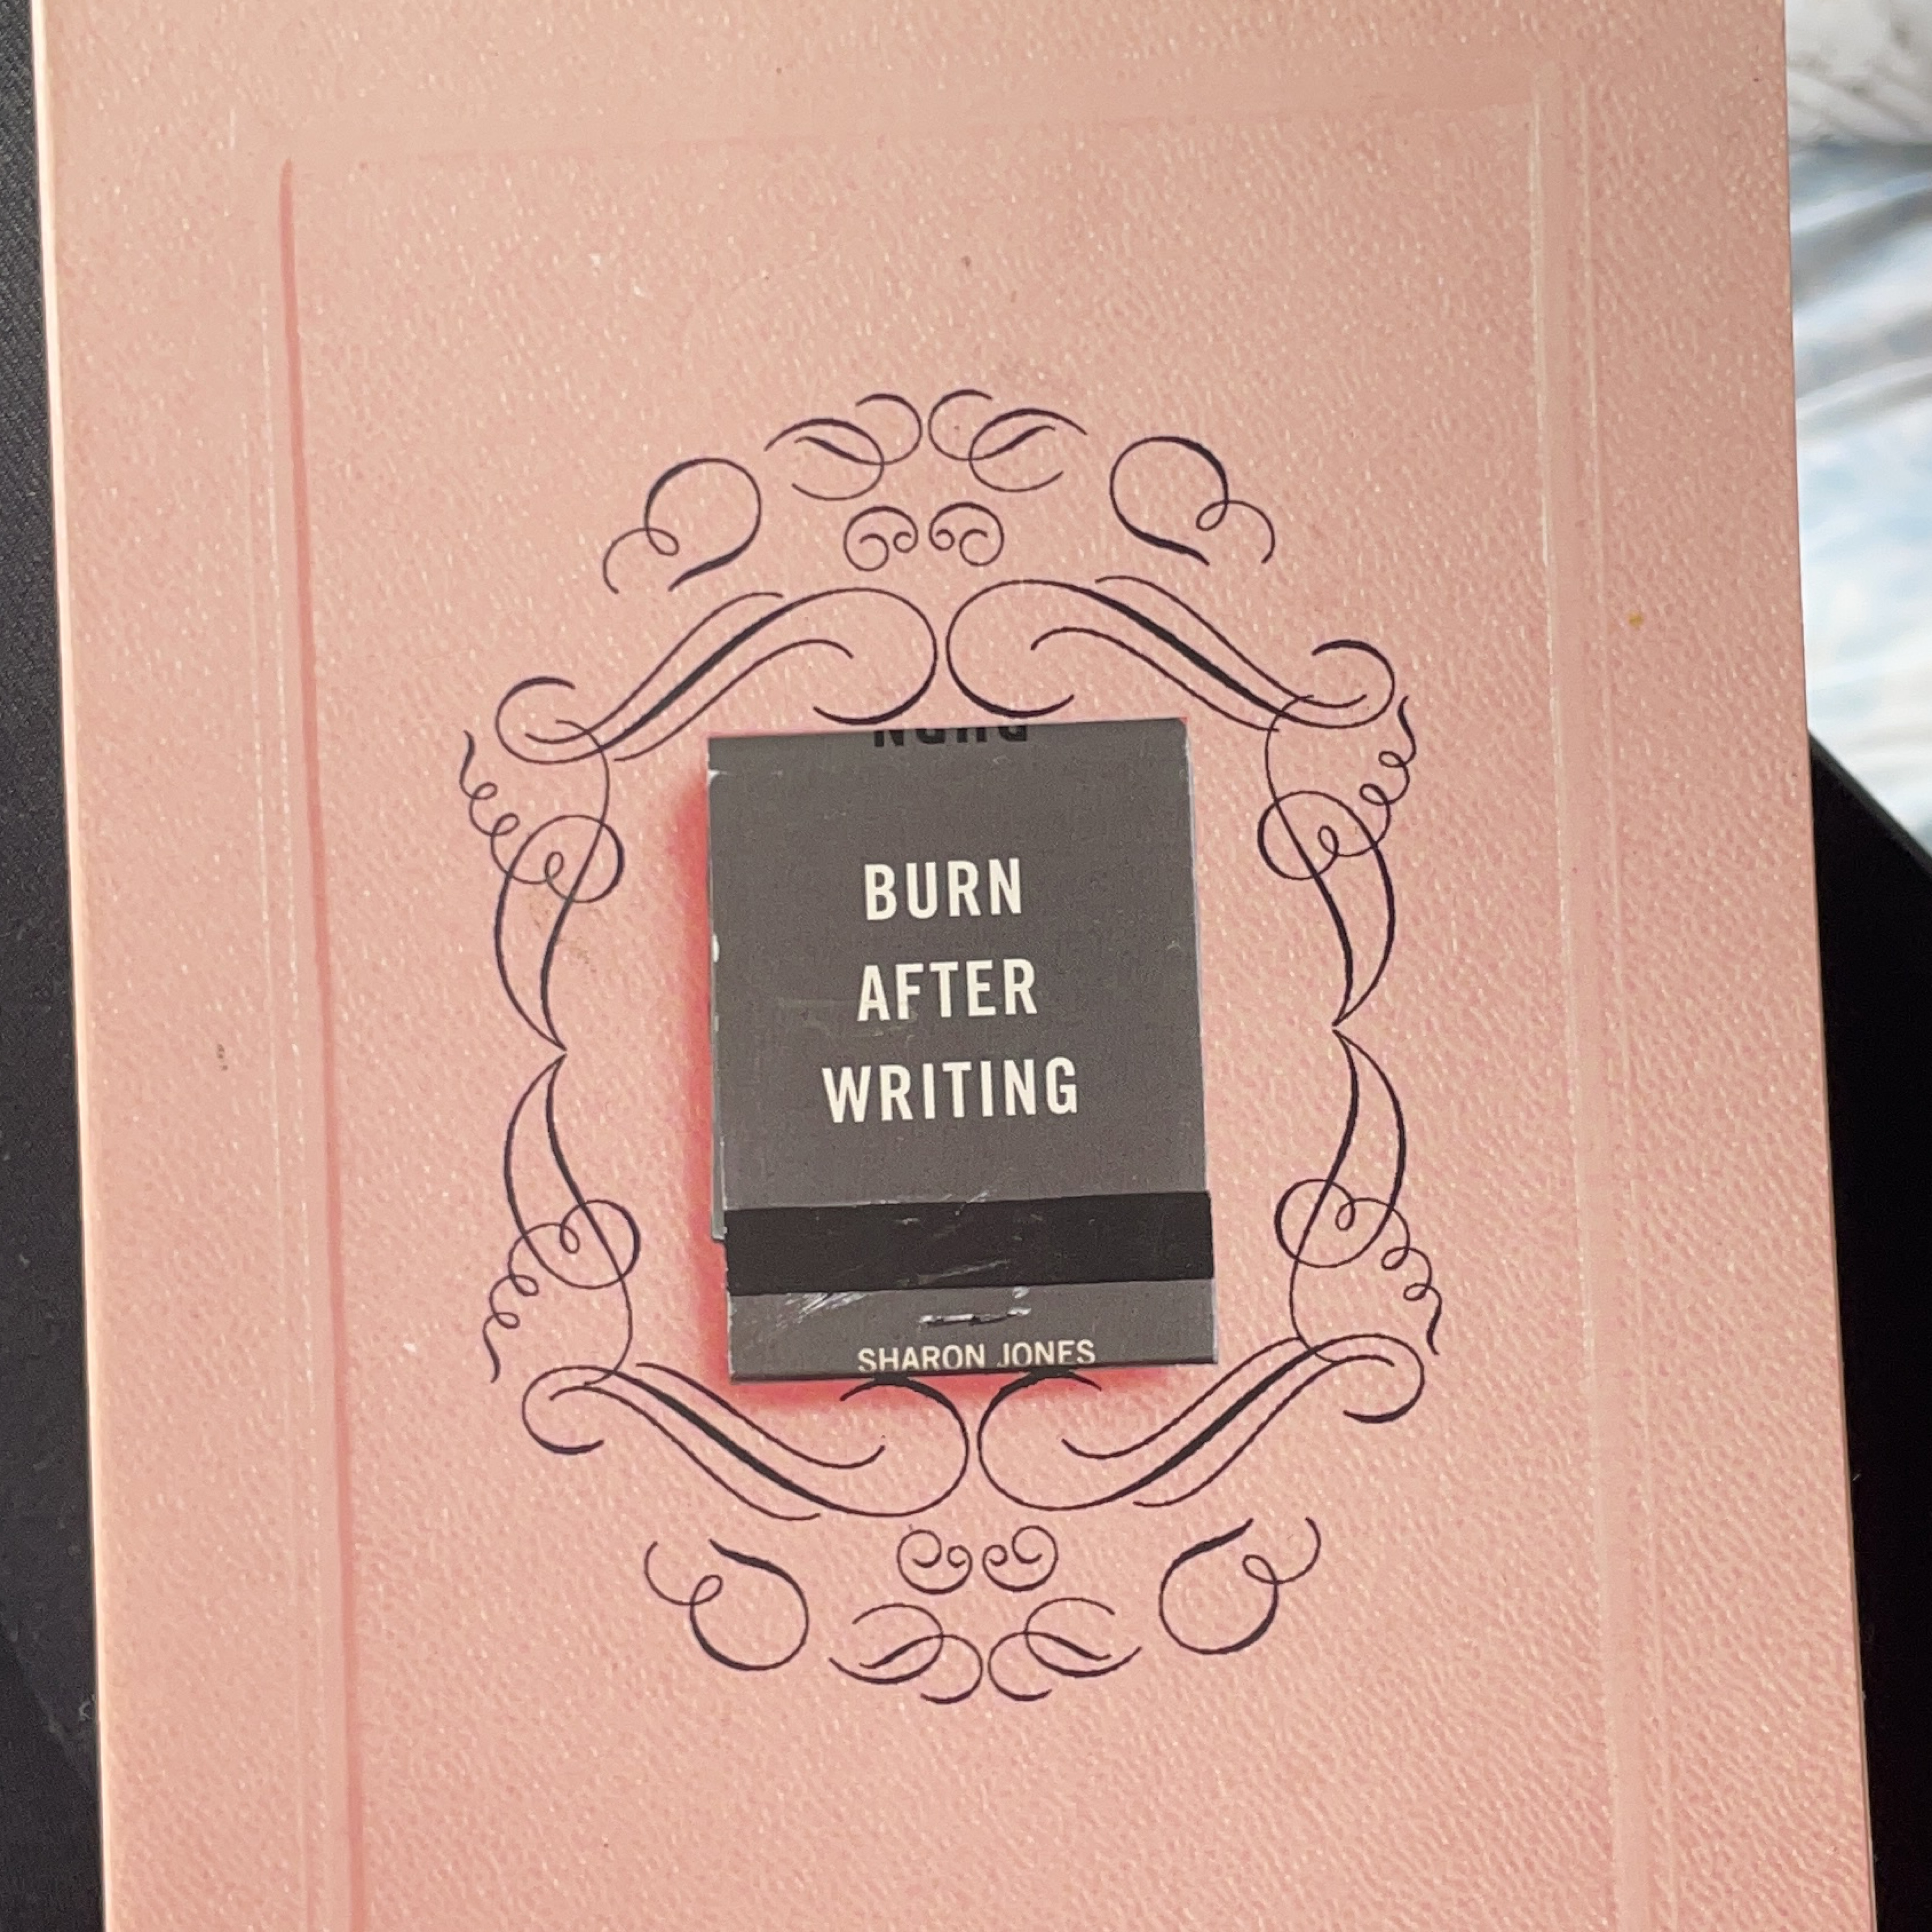 BURN
AFTER
WRITING
SHARON JONES